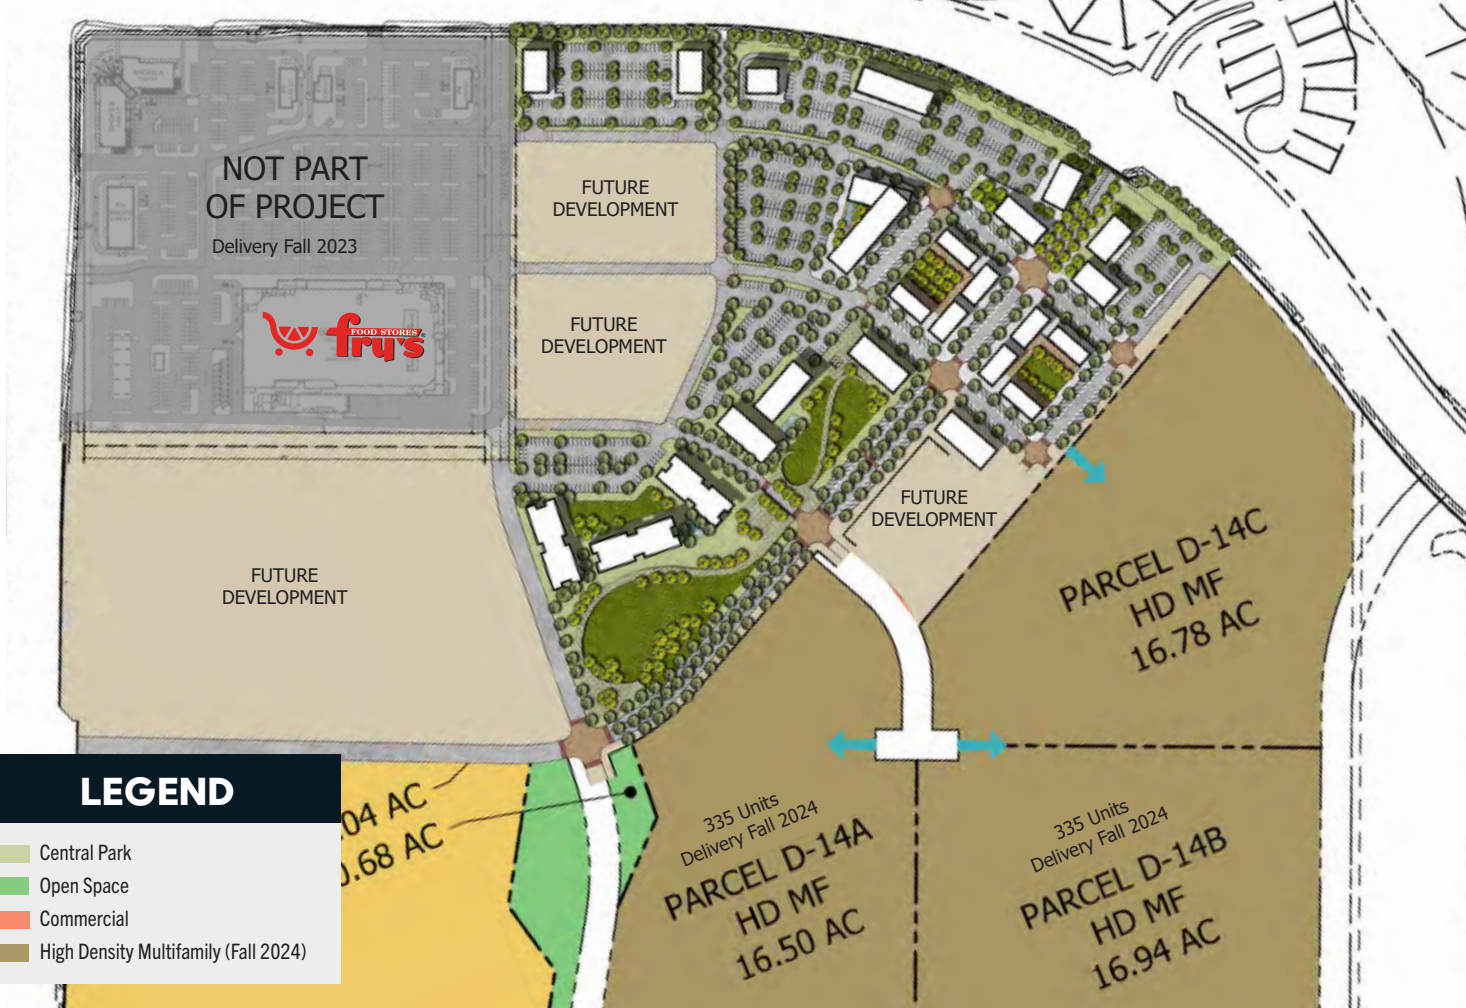 NOT PART
OF PROJECT
Delivery Fall 2023
fry's
FOOD STORES
FUTURE
DEVELOPMENT
FUTURE
DEVELOPMENT
FUTURE
DEVELOPMENT
FUTURE
DEVELOPMENT
PARCEL D-14C
HD MF
16.78 AC
335 Units
Delivery Fall 2024
PARCEL D-14A
HD MF
16.50 AC
335 Units
Delivery Fall 2024
PARCEL D-14B
HD MF
16.94 AC
04 AC
0.68 AC
LEGEND
Central Park
Open Space
Commercial
High Density Multifamily (Fall 2024)